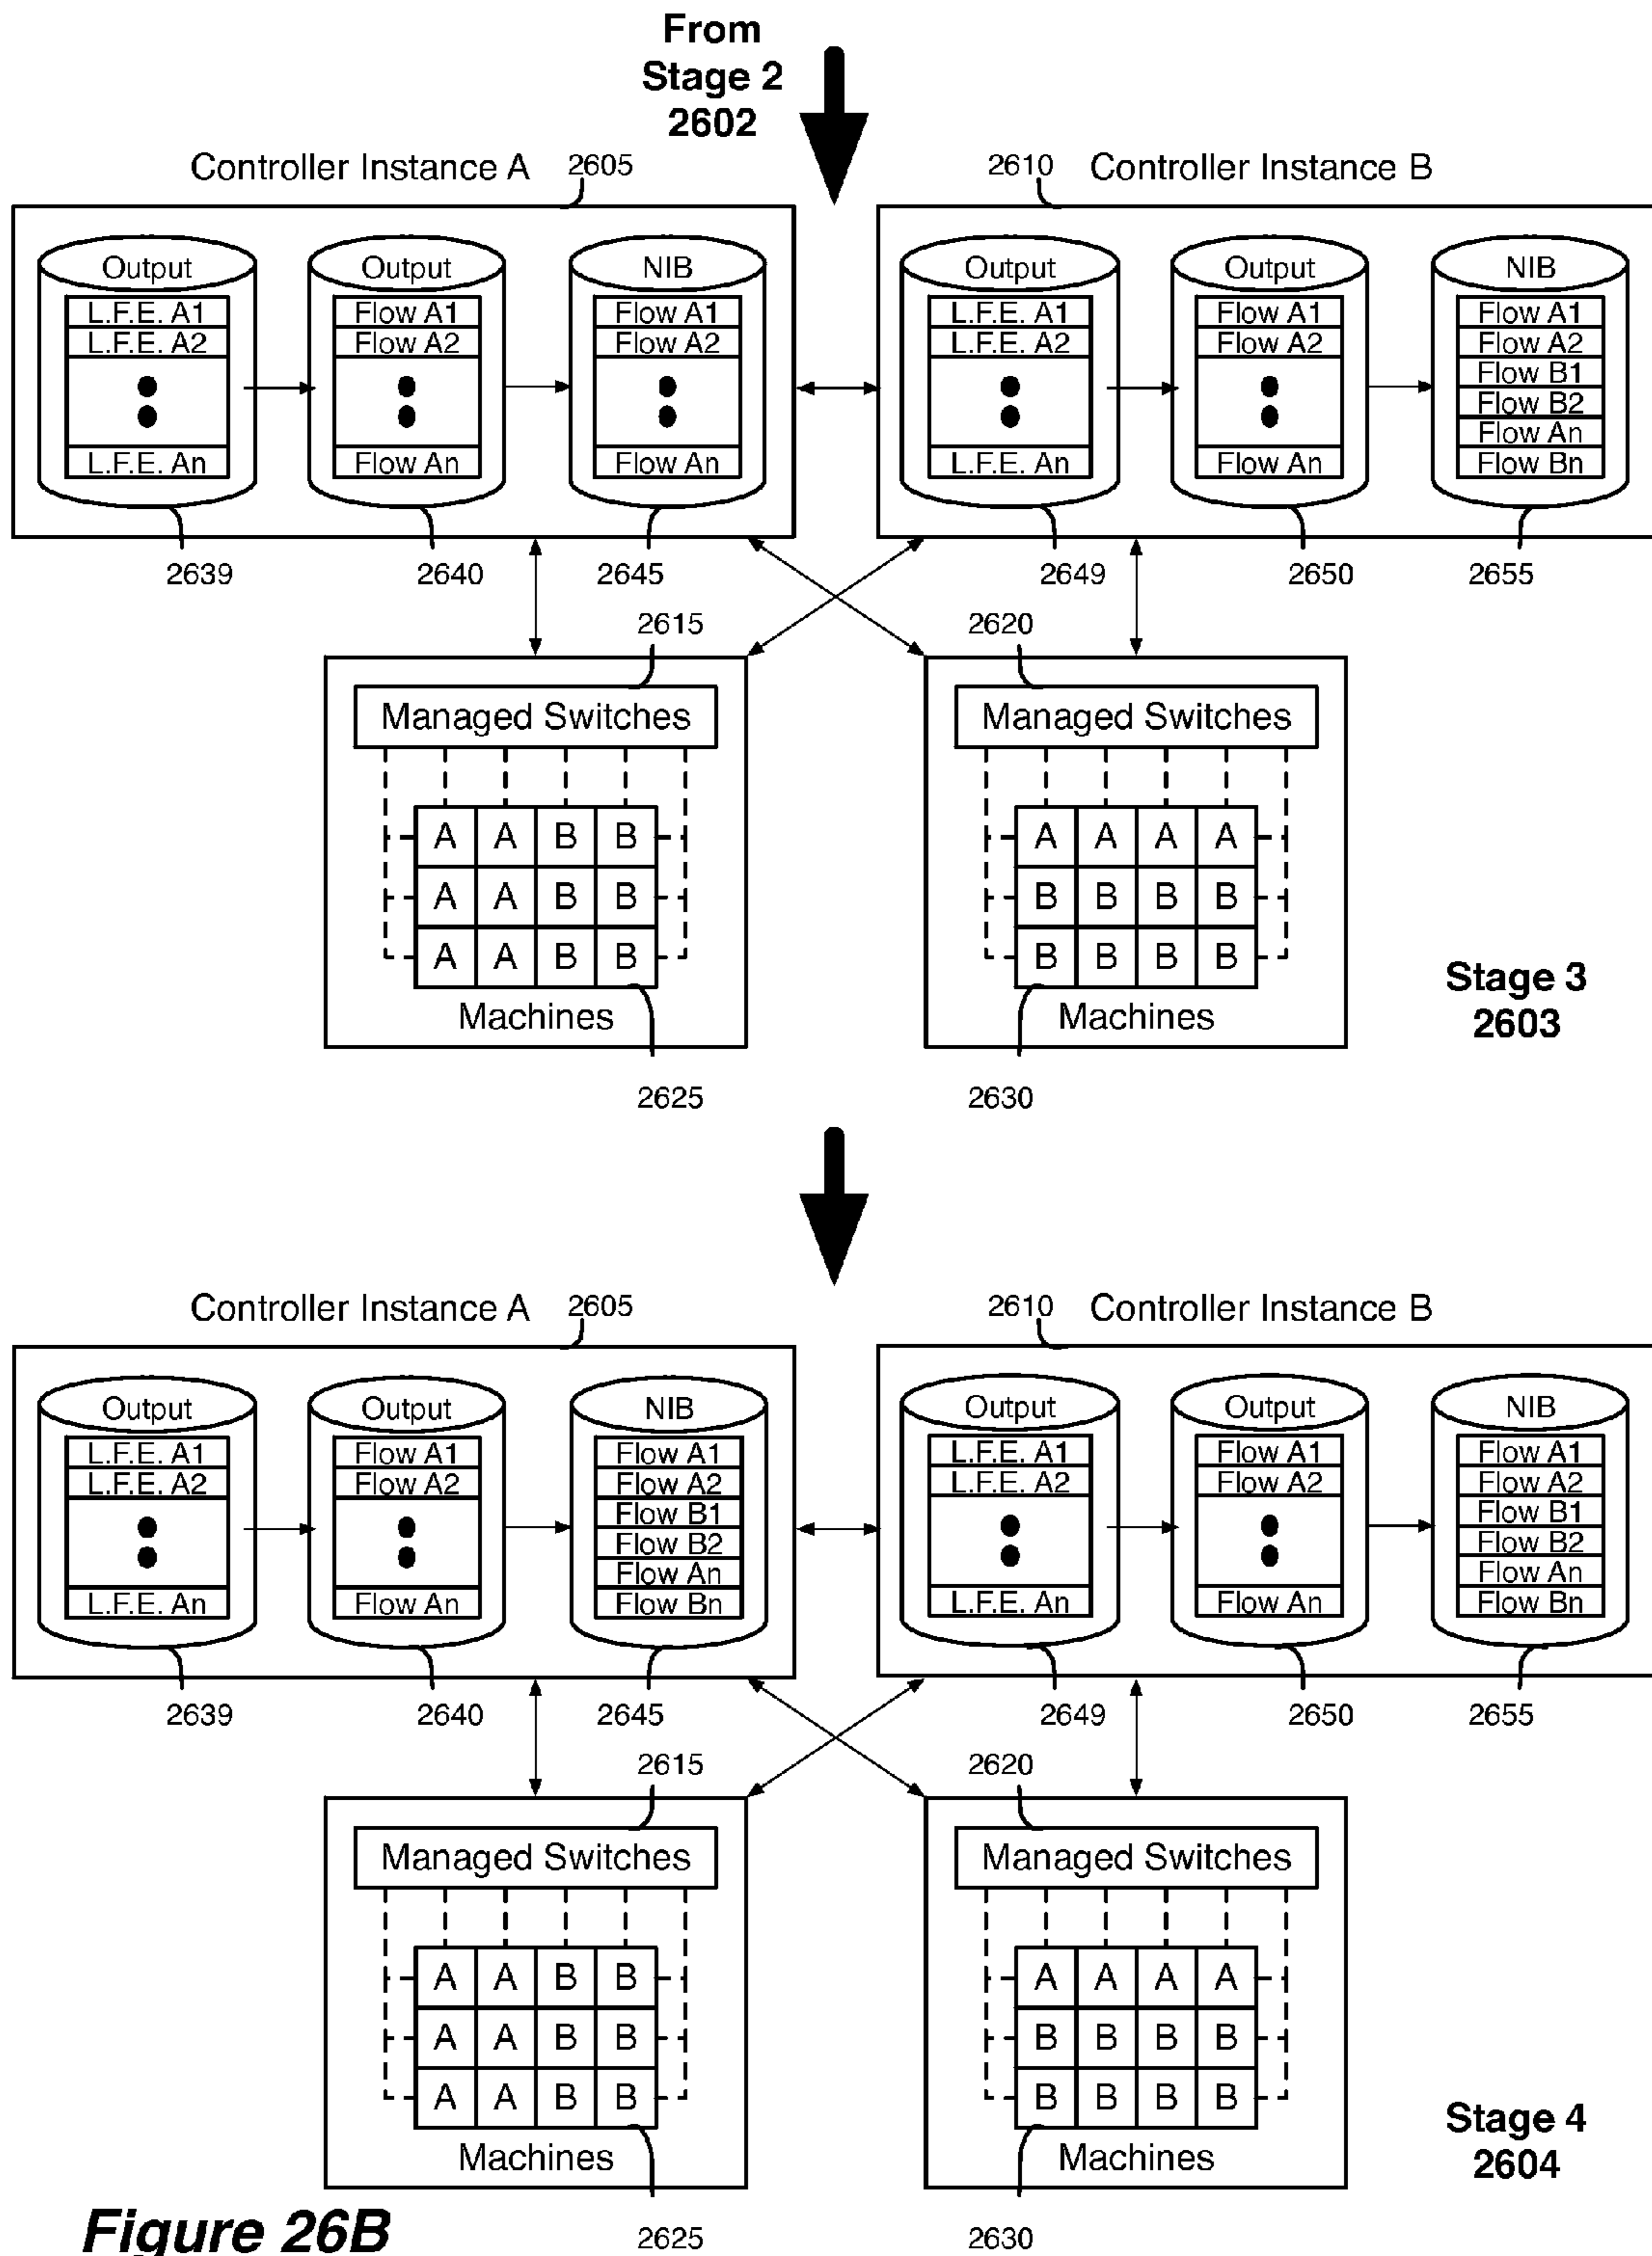 From
Stage 2
2602
Controller Instance A 2605
2610 Controller Instance B
Output Output NIB Output Output NIB
L.F.E. A1 Flow A1 Flow A1 L.F.E. A1 Flow A1 Flow A1
L.F.E. A2 Flow A2 Flow A2 L.F.E. A2 Flow A2 Flow A2
Flow B1
Flow B2
Flow An
L.F.E. An Flow An Flow An L.F.E. An Flow An Flow Bn
2639 2640 2645 2649 2650 2655
2615 2620
Managed Switches Managed Switches
A A B B A A A A
A A B B B B B B
A A B B B B B B
Machines Machines
Stage 3
2603
2625 2630
Controller Instance A 2605
2610 Controller Instance B
Output Output NIB Output Output NIB
L.F.E. A1 Flow A1 Flow A1 L.F.E. A1 Flow A1 Flow A1
L.F.E. A2 Flow A2 Flow A2 L.F.E. A2 Flow A2 Flow A2
Flow B1 Flow B1
Flow B2 Flow B2
Flow An Flow An
L.F.E. An Flow An Flow Bn L.F.E. An Flow An Flow Bn
2639 2640 2645 2649 2650 2655
2615 2620
Managed Switches Managed Switches
A A B B A A A A
A A B B B B B B
A A B B B B B B
Machines Machines
Stage 4
2604
Figure 26B
2625 2630